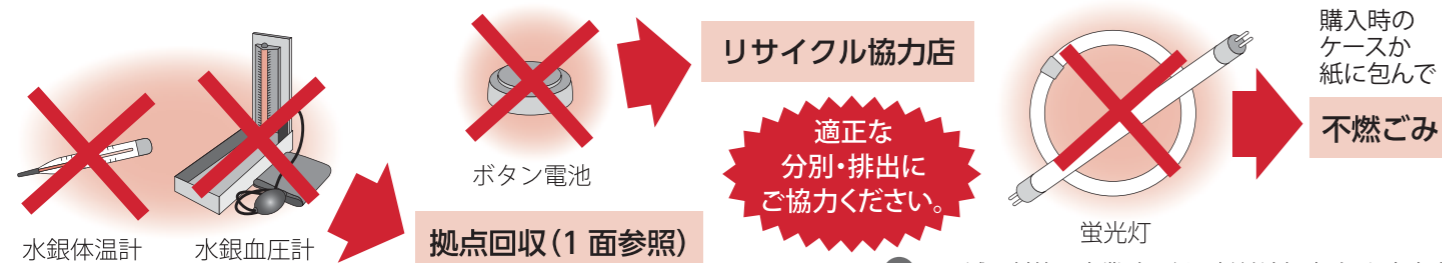 水銀体温計
水銀血圧計
拠点回収（1 面参照）
ボタン電池
リサイクル協力店
適正な
分別・排出に
ご協力ください。
蛍光灯
購入時の
ケースか
紙に包んで
不燃ごみ